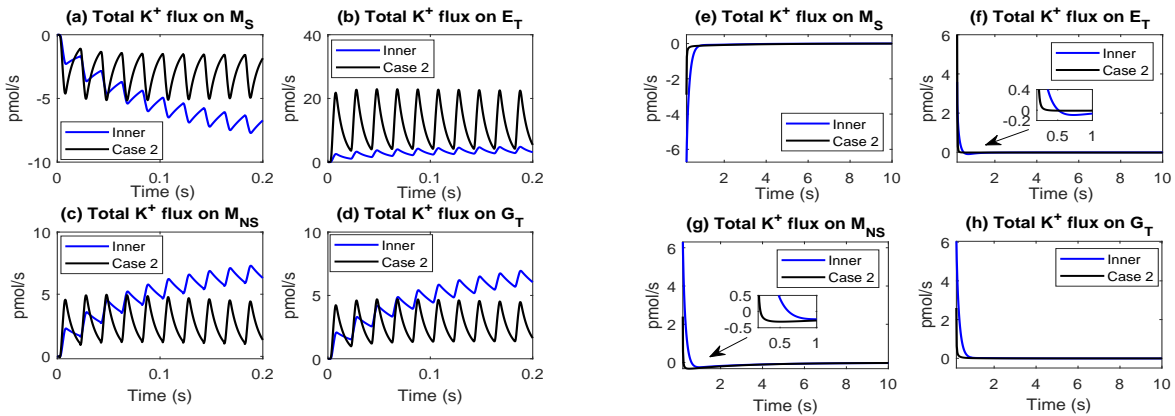 (a) Total K+ flux on MS
pmol/s
0
-5
-10
Inner
Case 2
0
0.1
0.2
Time (s)
(b) Total K+ flux on ET
40
20
0
Inner
Case 2
0
0.1
0.2
Time (s)
(c) Total K+ flux on MNS
pmol/s
10
5
0
Inner
Case 2
0
0.1
0.2
Time (s)
(d) Total K+ flux on GT
10
5
0
Inner
Case 2
0
0.1
0.2
Time (s)
(e) Total K+ flux on MS
pmol/s
0
-2
-4
-6
Inner
Case 2
2
4
6
8
10
Time (s)
(f) Total K+ flux on ET
pmol/s
6
4
2
0
Inner
Case 2
0.4
0
-0.2
0.5
1
2
4
6
8
10
Time (s)
(g) Total K+ flux on MNS
pmol/s
6
4
2
0
Inner
Case 2
0.5
0
-0.5
0.5
1
2
4
6
8
10
Time (s)
(h) Total K+ flux on GT
pmol/s
6
4
2
0
Inner
Case 2
2
4
6
8
10
Time (s)